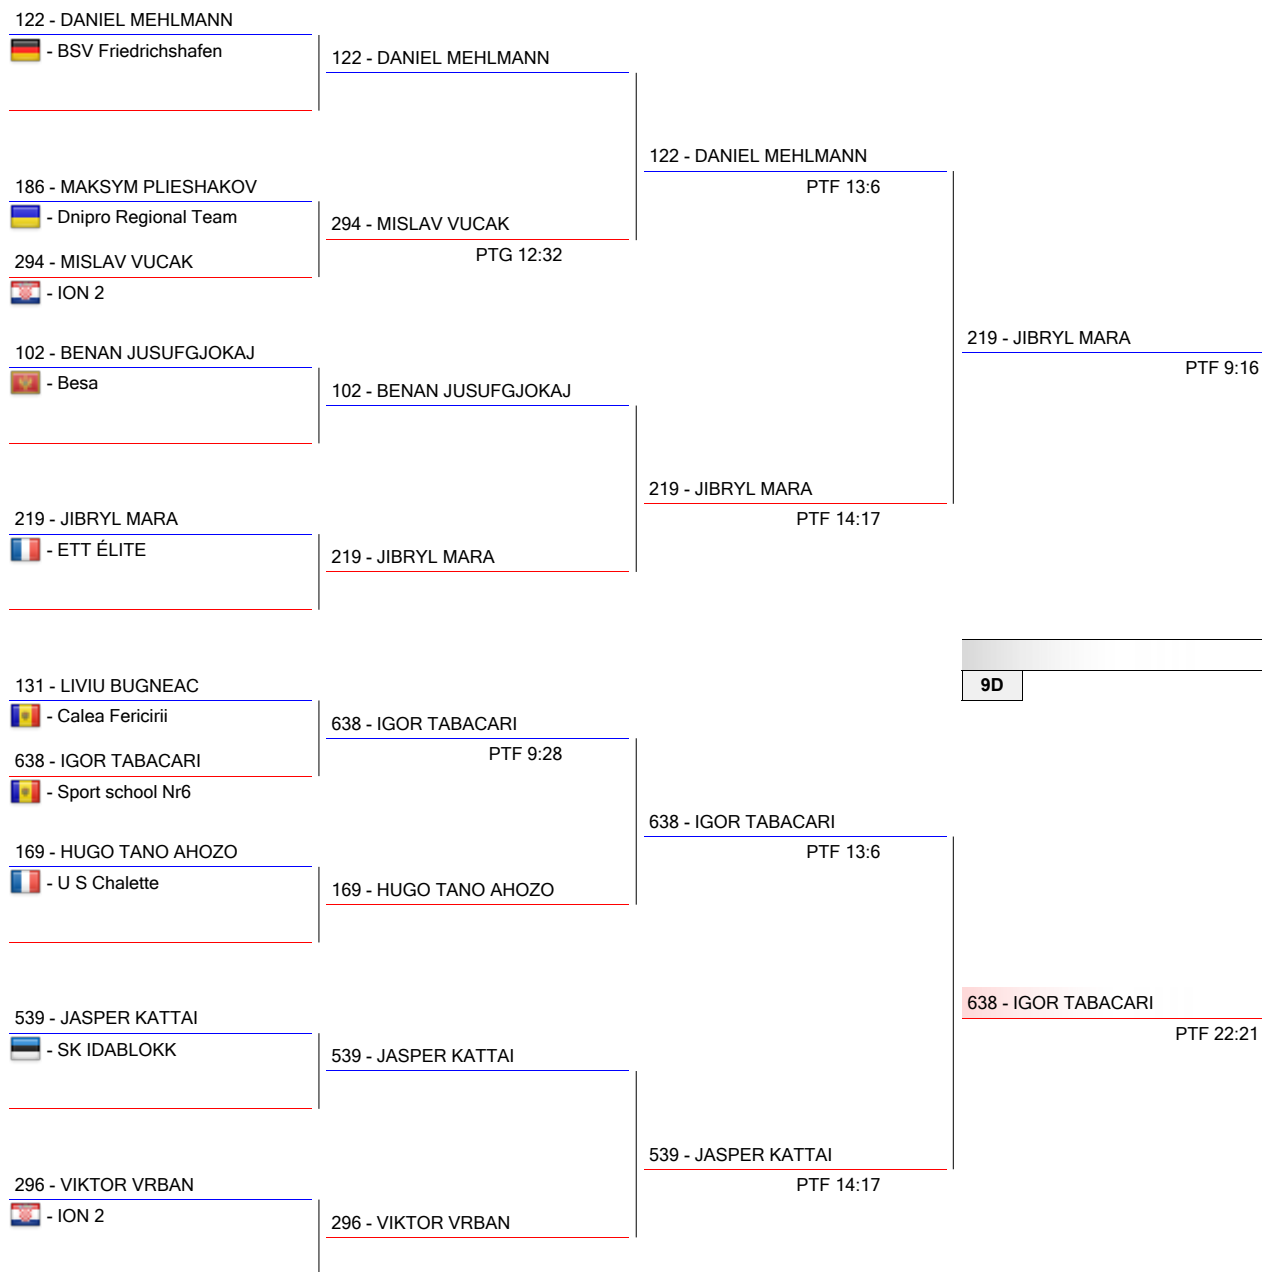 122 - DANIEL MEHLMANN
- BSV Friedrichshafen
122 - DANIEL MEHLMANN
122 - DANIEL MEHLMANN
PTF 13:6
186 - MAKSYM PLIESHAKOV
- Dnipro Regional Team
294 - MISLAV VUCAK
PTG 12:32
294 - MISLAV VUCAK
- ION 2
219 - JIBRYL MARA
PTF 9:16
102 - BENAN JUSUFGJOKAJ
- Besa
102 - BENAN JUSUFGJOKAJ
219 - JIBRYL MARA
PTF 14:17
219 - JIBRYL MARA
- ETT ÉLITE
219 - JIBRYL MARA
9D
131 - LIVIU BUGNEAC
- Calea Fericirii
638 - IGOR TABACARI
PTF 9:28
638 - IGOR TABACARI
- Sport school Nr6
638 - IGOR TABACARI
PTF 13:6
169 - HUGO TANO AHOZO
- U S Chalette
169 - HUGO TANO AHOZO
638 - IGOR TABACARI
PTF 22:21
539 - JASPER KATTAI
- SK IDABLOKK
539 - JASPER KATTAI
539 - JASPER KATTAI
PTF 14:17
296 - VIKTOR VRBAN
- ION 2
296 - VIKTOR VRBAN